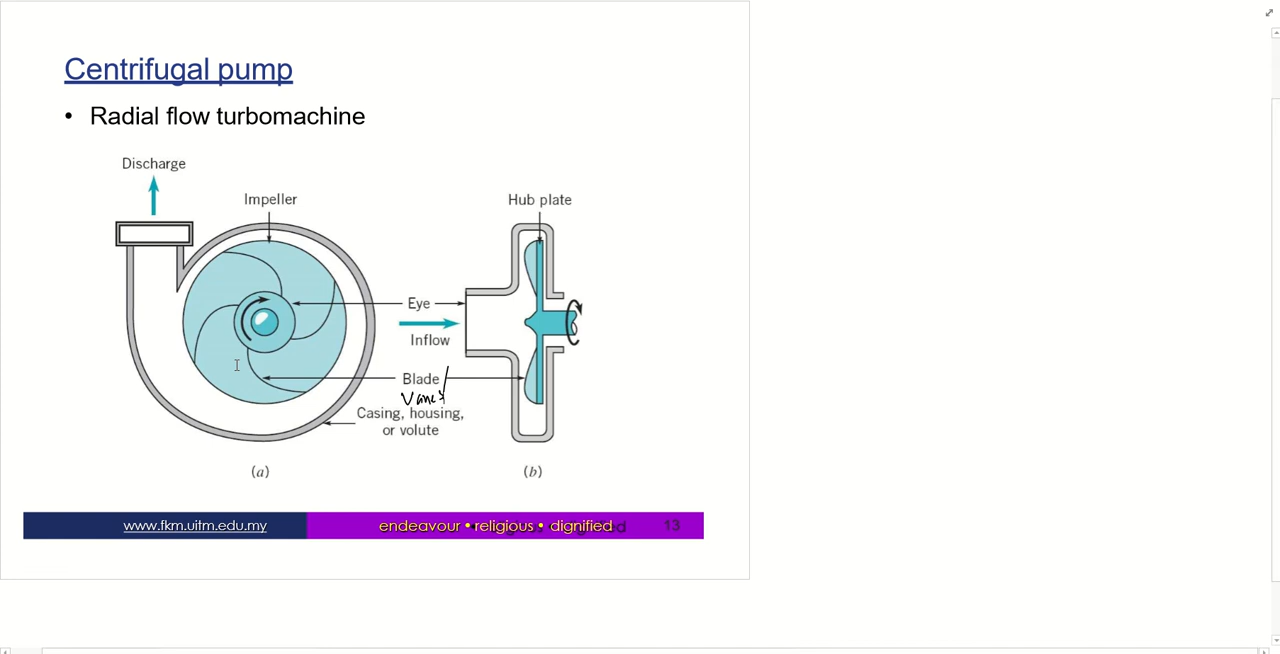 Centrifugal pump
• Radial flow turbomachine
Discharge
Impeller
Hub plate
Eye
Inflow
Blade /
Vanes
Casing, housing,
or volute
(a)
(b)
www.fkm.uitm.edu.my
endeavour • religious • dignified
13